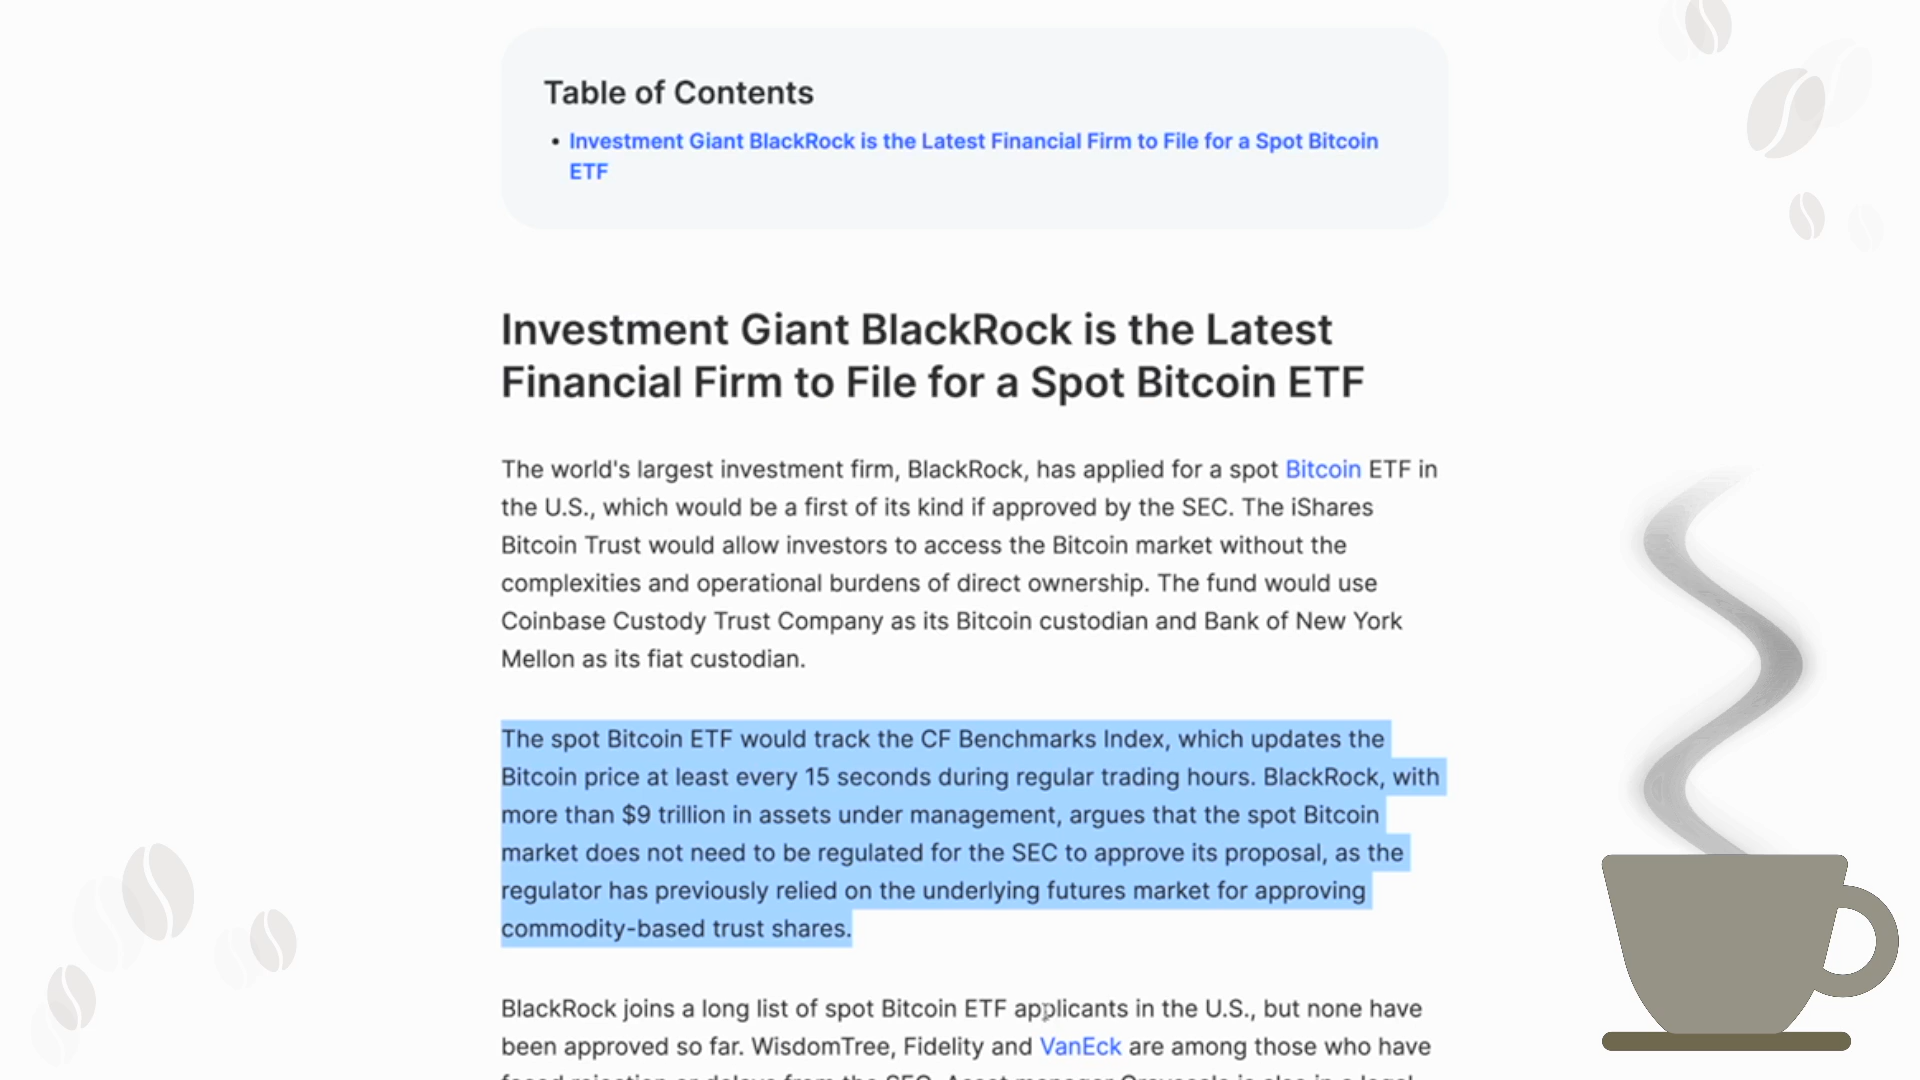 Table of Contents
• Investment Giant BlackRock is the Latest Financial Firm to File for a Spot Bitcoin
ETF
Investment Giant BlackRock is the Latest
Financial Firm to File for a Spot Bitcoin ETF
The world's largest investment firm, BlackRock, has applied for a spot Bitcoin ETF in
the U.S., which would be a first of its kind if approved by the SEC. The iShares
Bitcoin Trust would allow investors to access the Bitcoin market without the
complexities and operational burdens of direct ownership. The fund would use
Coinbase Custody Trust Company as its Bitcoin custodian and Bank of New York
Mellon as its fiat custodian.
The spot Bitcoin ETF would track the CF Benchmarks Index, which updates the
Bitcoin price at least every 15 seconds during regular trading hours. BlackRock, with
more than $9 trillion in assets under management, argues that the spot Bitcoin
market does not need to be regulated for the SEC to approve its proposal, as the
regulator has previously relied on the underlying futures market for approving
commodity-based trust shares.
BlackRock joins a long list of spot Bitcoin ETF applicants in the U.S., but none have
been approved so far. WisdomTree, Fidelity and VanEck are among those who have